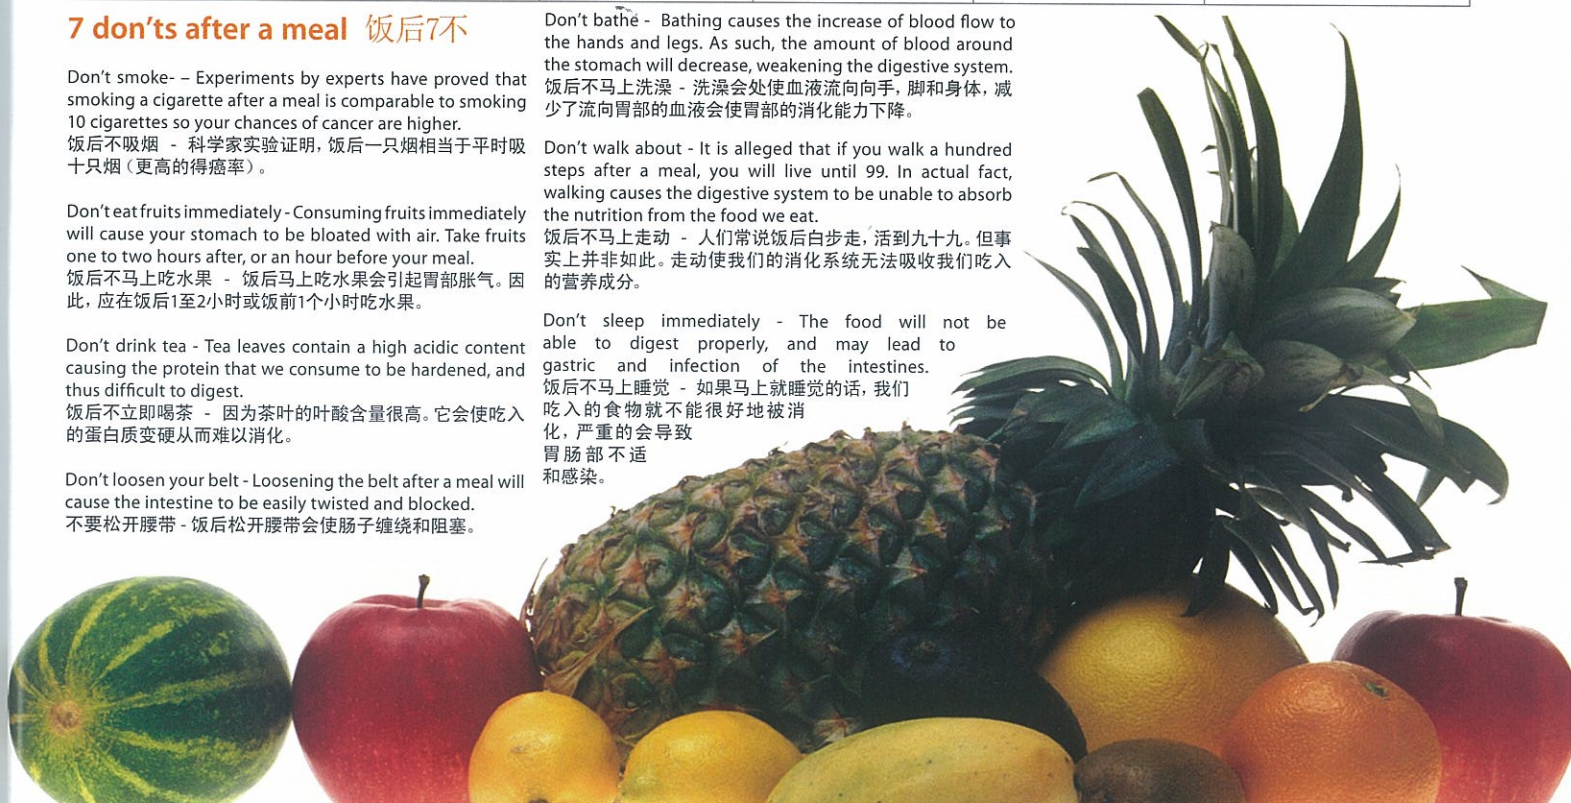 7 don'ts after a meal 饭后7不
Don't smoke- – Experiments by experts have proved that
smoking a cigarette after a meal is comparable to smoking
10 cigarettes so your chances of cancer are higher.
饭后不吸烟 - 科学家实验证明，饭后一只烟相当于平时吸
十只烟（更高的得癌率）。
Don't eat fruits immediately - Consuming fruits immediately
will cause your stomach to be bloated with air. Take fruits
one to two hours after, or an hour before your meal.
饭后不马上吃水果 - 饭后马上吃水果会引起胃部胀气。因
此，应在饭后1至2小时或饭前1个小时吃水果。
Don't drink tea - Tea leaves contain a high acidic content
causing the protein that we consume to be hardened, and
thus difficult to digest.
饭后不立即喝茶 - 因为茶叶的叶酸含量很高。它会使吃入
的蛋白质变硬从而难以消化。
Don't loosen your belt - Loosening the belt after a meal will
cause the intestine to be easily twisted and blocked.
不要松开腰带 - 饭后松开腰带会使肠子缠绕和阻塞。
Don't bathe - Bathing causes the increase of blood flow to
the hands and legs. As such, the amount of blood around
the stomach will decrease, weakening the digestive system.
饭后不马上洗澡 - 洗澡会处使血液流向向手，脚和身体，减
少了流向胃部的血液会使胃部的消化能力下降。
Don't walk about - It is alleged that if you walk a hundred
steps after a meal, you will live until 99. In actual fact,
walking causes the digestive system to be unable to absorb
the nutrition from the food we eat.
饭后不马上走动 - 人们常说饭后白步走，活到九十九。但事
实上并非如此。走动使我们的消化系统无法吸收我们吃入
的营养成分。
Don't sleep immediately - The food will not be
able to digest properly, and may lead to
gastric and infection of the intestines.
饭后不马上睡觉 - 如果马上就睡觉的话，我们
吃入的食物就不能很好地被消
化，严重的会导致
胃肠部不适
和感染。